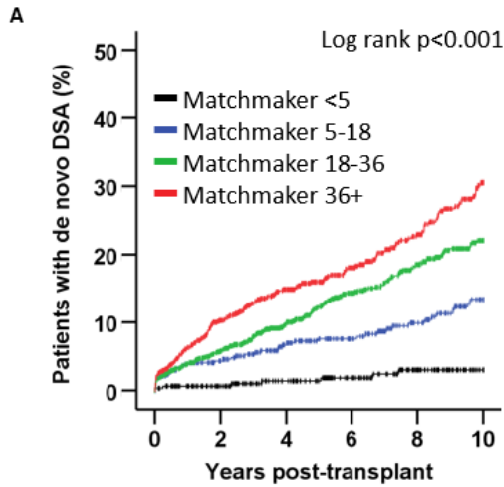 A
Log rank p<0.001
Patients with de novo DSA (%)
50
40
30
20
10
0
Matchmaker <5
Matchmaker 5-18
Matchmaker 18-36
Matchmaker 36+
0 2 4 6 8 10
Years post-transplant